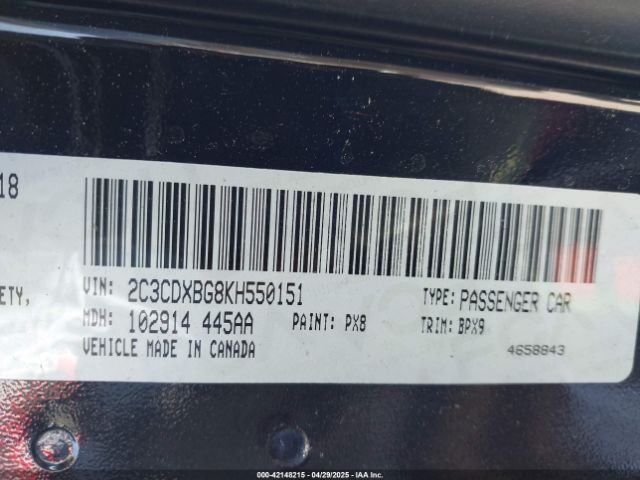 18
ETY,
VIN: 2C3CDXBG8KH550151
TYPE: PASSENGER CAR
MDH: 102914 445AA
PAINT: PX8
TRIM: BPX9
VEHICLE MADE IN CANADA
4658843
000-42148215 - 04/29/2025 - IAA Inc.